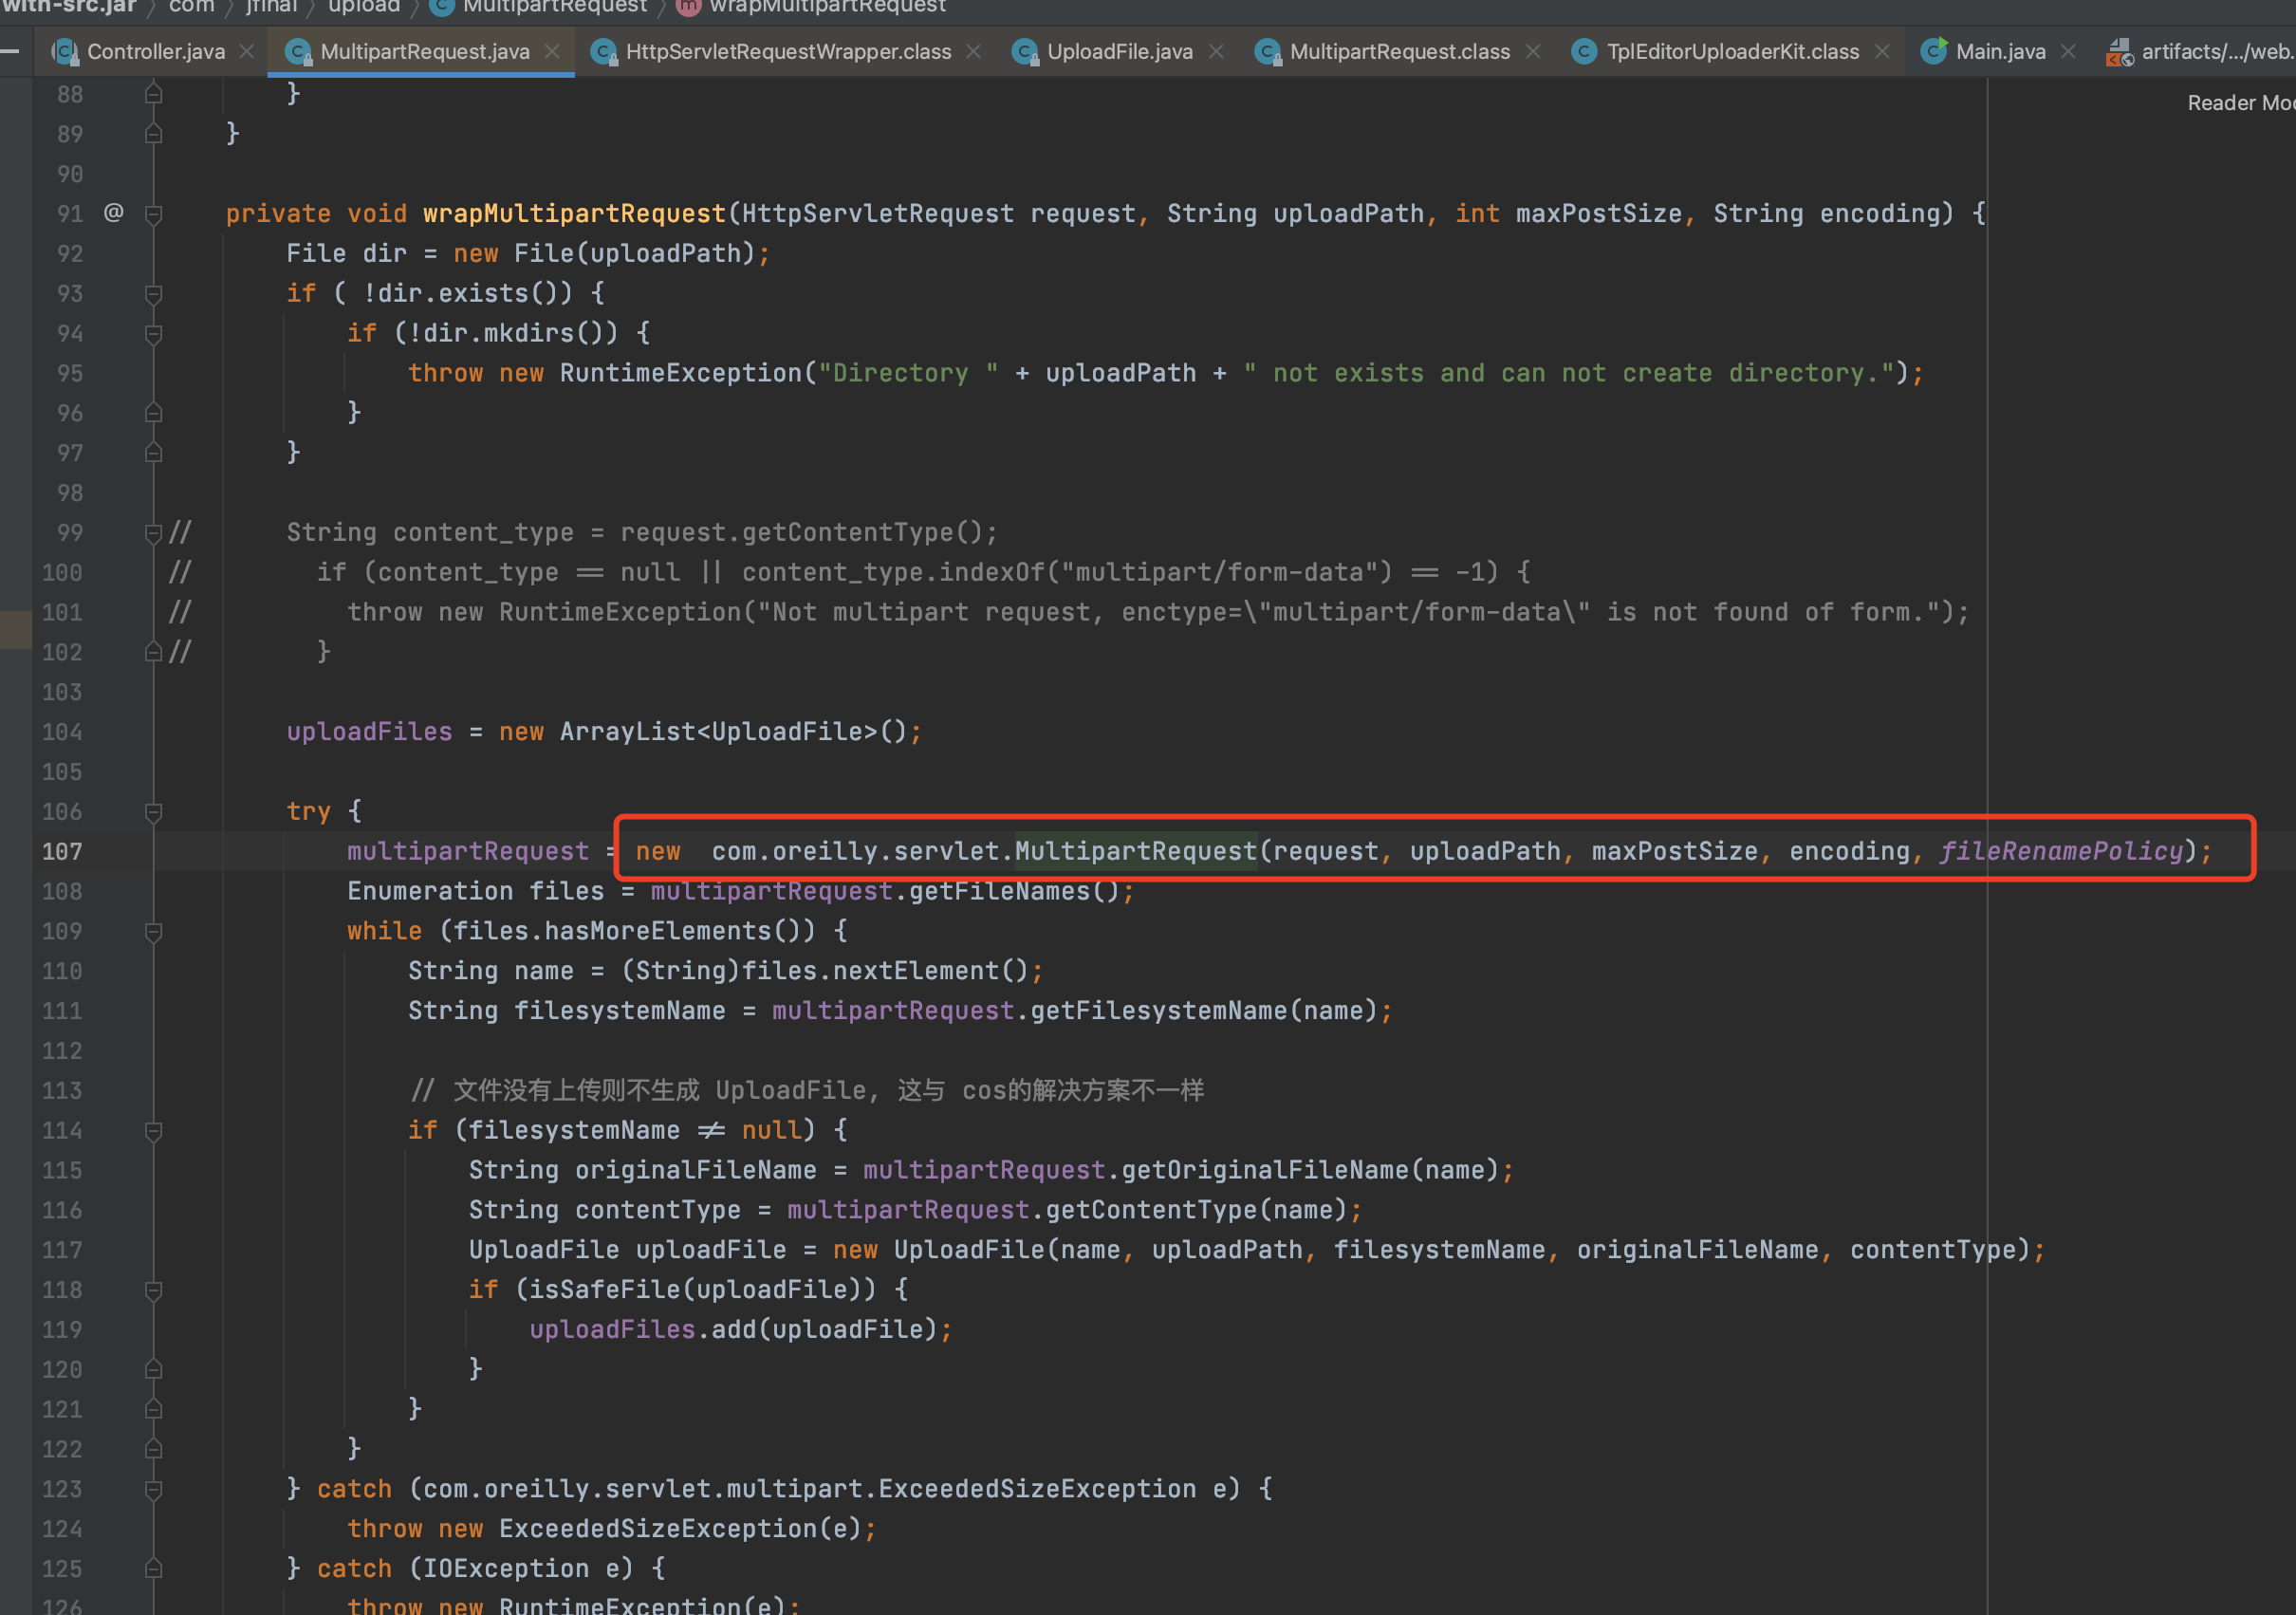 with-src.jar › com › jfinal › upload › MultipartRequest › wrapMultipartRequest
Controller.java MultipartRequest.java HttpServletRequestWrapper.class UploadFile.java MultipartRequest.class TplEditorUploaderKit.class Main.java artifacts/.../web.
Reader Mod
88 }
89 }
90
91 @ private void wrapMultipartRequest(HttpServletRequest request, String uploadPath, int maxPostSize, String encoding) {
92 File dir = new File(uploadPath);
93 if ( !dir.exists()) {
94 if (!dir.mkdirs()) {
95 throw new RuntimeException("Directory " + uploadPath + " not exists and can not create directory.");
96 }
97 }
98
99 // String content_type = request.getContentType();
100 // if (content_type == null || content_type.indexOf("multipart/form-data") == -1) {
101 // throw new RuntimeException("Not multipart request, enctype=\"multipart/form-data\" is not found of form.");
102 // }
103
104 uploadFiles = new ArrayList<UploadFile>();
105
106 try {
107 multipartRequest = new  com.oreilly.servlet.MultipartRequest(request, uploadPath, maxPostSize, encoding, fileRenamePolicy);
108 Enumeration files = multipartRequest.getFileNames();
109 while (files.hasMoreElements()) {
110 String name = (String)files.nextElement();
111 String filesystemName = multipartRequest.getFilesystemName(name);
112
113 // 文件没有上传则不生成 UploadFile, 这与 cos的解决方案不一样
114 if (filesystemName != null) {
115 String originalFileName = multipartRequest.getOriginalFileName(name);
116 String contentType = multipartRequest.getContentType(name);
117 UploadFile uploadFile = new UploadFile(name, uploadPath, filesystemName, originalFileName, contentType);
118 if (isSafeFile(uploadFile)) {
119 uploadFiles.add(uploadFile);
120 }
121 }
122 }
123 } catch (com.oreilly.servlet.multipart.ExceededSizeException e) {
124 throw new ExceededSizeException(e);
125 } catch (IOException e) {
126 throw new RuntimeException(e);